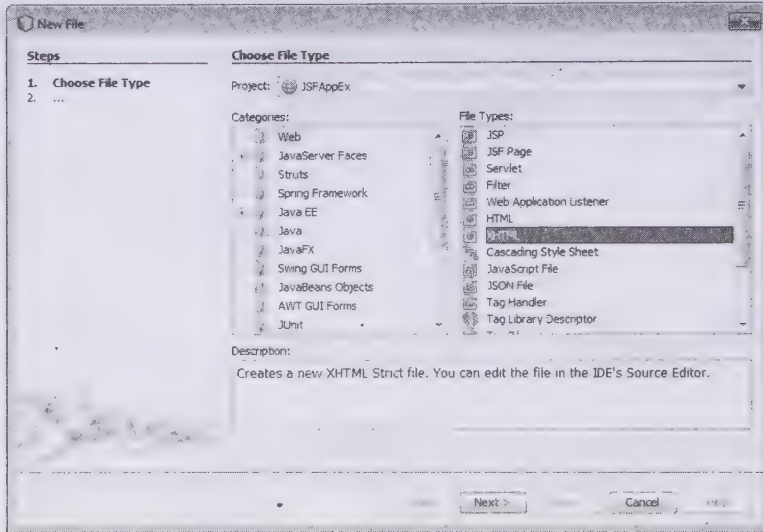 New File
Steps
1. Choose File Type
2. ...
Choose File Type
Project: JSFAppEx
Categories:
Web
JavaServer Faces
Struts
Spring Framework
Java EE
Java
JavaFX
Swing GUI Forms
JavaBeans Objects
AWT GUI Forms
JUnit
File Types:
JSP
JSF Page
Servlet
Filter
Web Application Listener
HTML
XHTML
Cascading Style Sheet
JavaScript File
JSON File
Tag Handler
Tag Library Descriptor
Description:
Creates a new XHTML Strict file. You can edit the file in the IDE's Source Editor.
Next >
Cancel